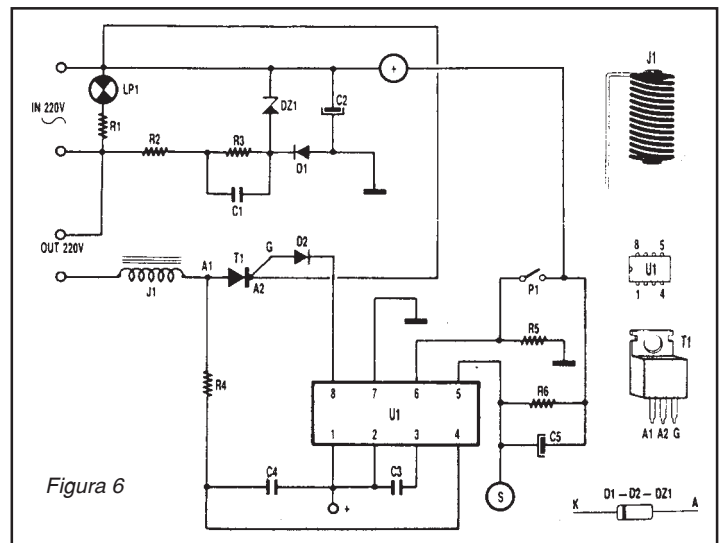 J1
+
LP1
IN 220V
DZ1
C2
R1
R2
R3
D1
C1
OUT 220V
G
D2
A1
T1
A2
J1
8 5
U1
1 4
P1
R5
T1
R4
8 7 6 5
U1
1 2 3 4
R6
C5
A1 A2 G
C4
C3
+
S
Figura 6
D1 – D2 – DZ1
K
A